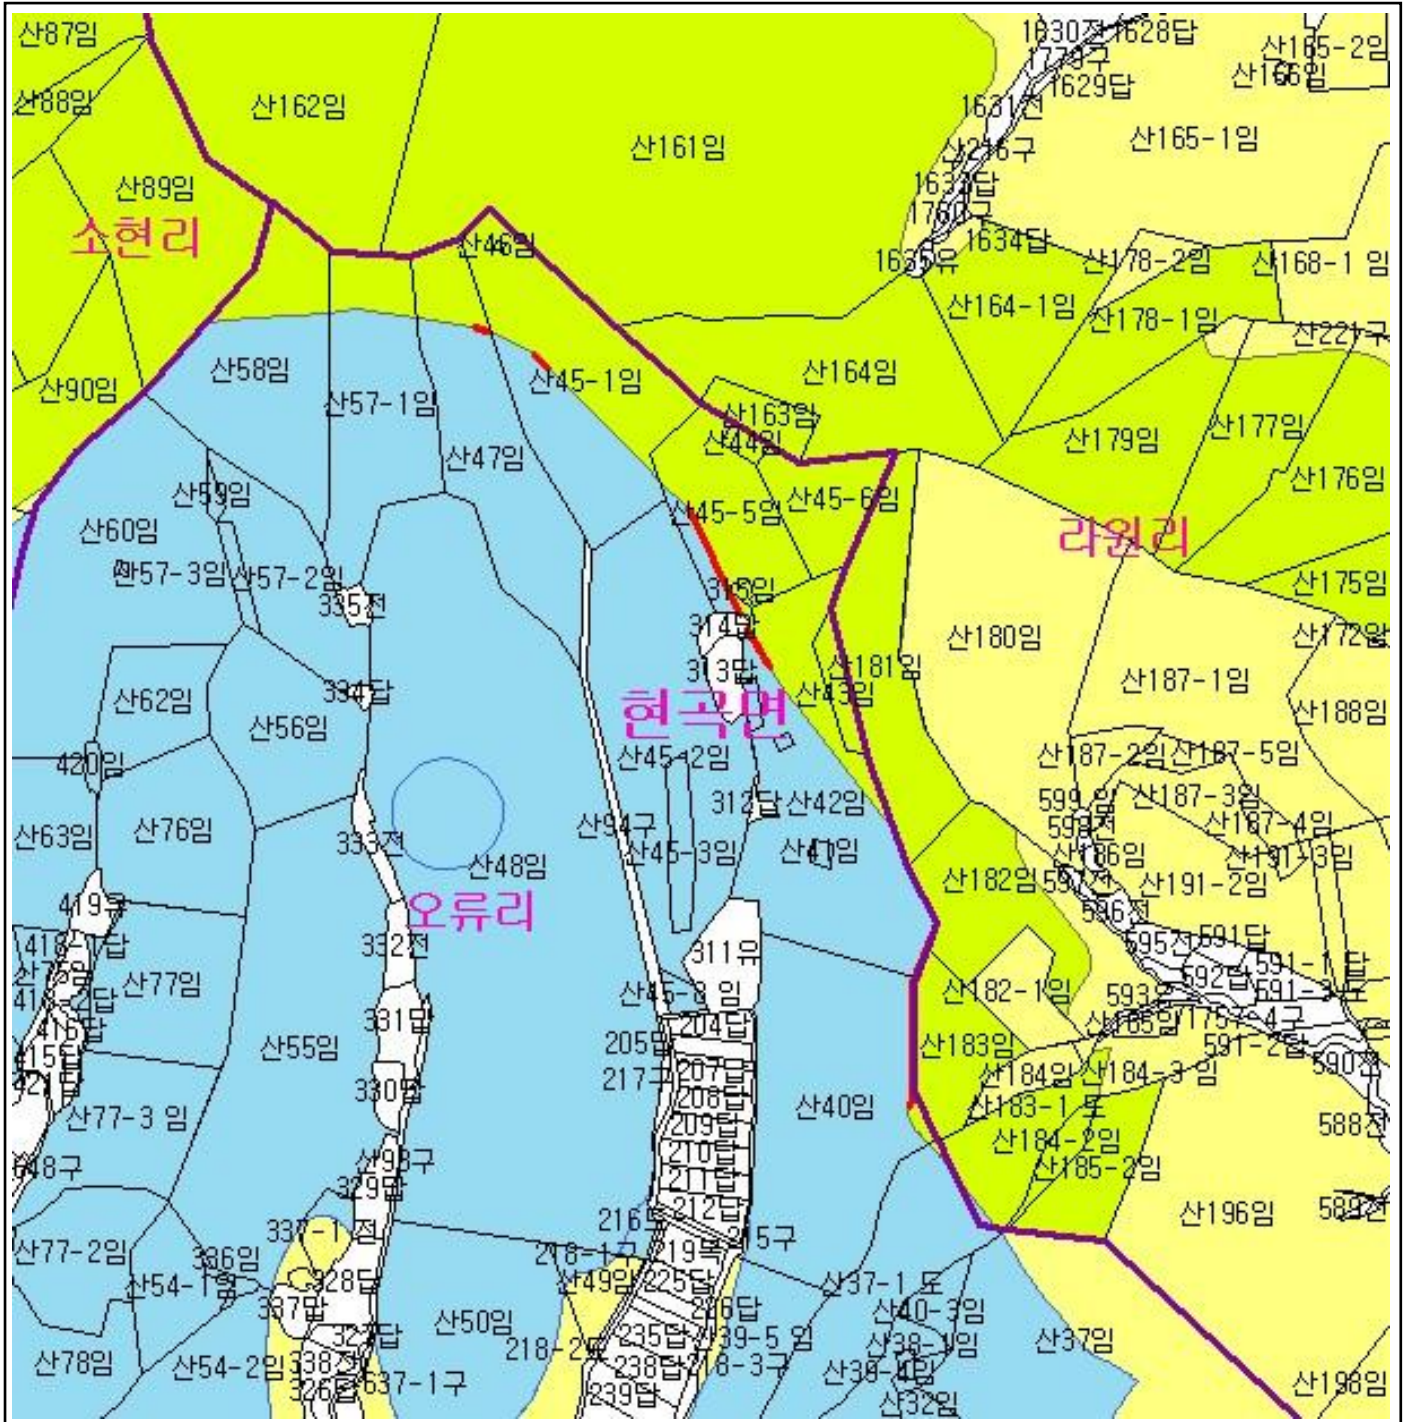 산87임
1628답
산165-2임
산88임
산162임
1629답
1631전
산161임
산165-1임
산216구
산89임
1633답
소현리
산46임
1634답
산178-2임
산168-1 임
1635유
산164-1임
산178-1임
산221구
산58임
산90임
산57-1임
산45-1임
산164임
산163임
산44임
산179임
산177임
산47임
산176임
산59임
산45-5임
산45-6임
산60임
라원리
산57-3임
산57-2임
315임
산175임
335전
314답
산180임
313답
산181임
산187-1임
334답
산43임
산62임
현곡면
산188임
산56임
산45-2임
산187-2임
산187-5임
420임
312답
산42임
599 임
산187-3임
산63임
산76임
산94구
산187-4임
333전
산45-3임
산41임
산186임
산191-3임
산48임
산182임
산191-2임
419유
오류리
596전
418-1답
332전
595전
591답
311유
592답
591-1 답
산77임
산182-1임
416답
331답
204답
415답
산55임
205답
산183임
591-2답
421답
207답
590전
217구
산184임
산184-3 임
330답
208답
산40임
산183-1 도
산77-3 임
209답
588전
210답
산184-2임
산93구
211답
산185-2임
329답
212답
산196임
337-1 전
산77-2임
336임
218-1구
산54-1임
328답
산49임
225답
산37-1 도
337답
산40-3임
327답
산50임
235답
산39-5 임
산38-1임
산37임
산78임
산54-2임
338전
218-2도
238답
218-3구
산39-4임
326답
637-1구
239답
산32임
산198임